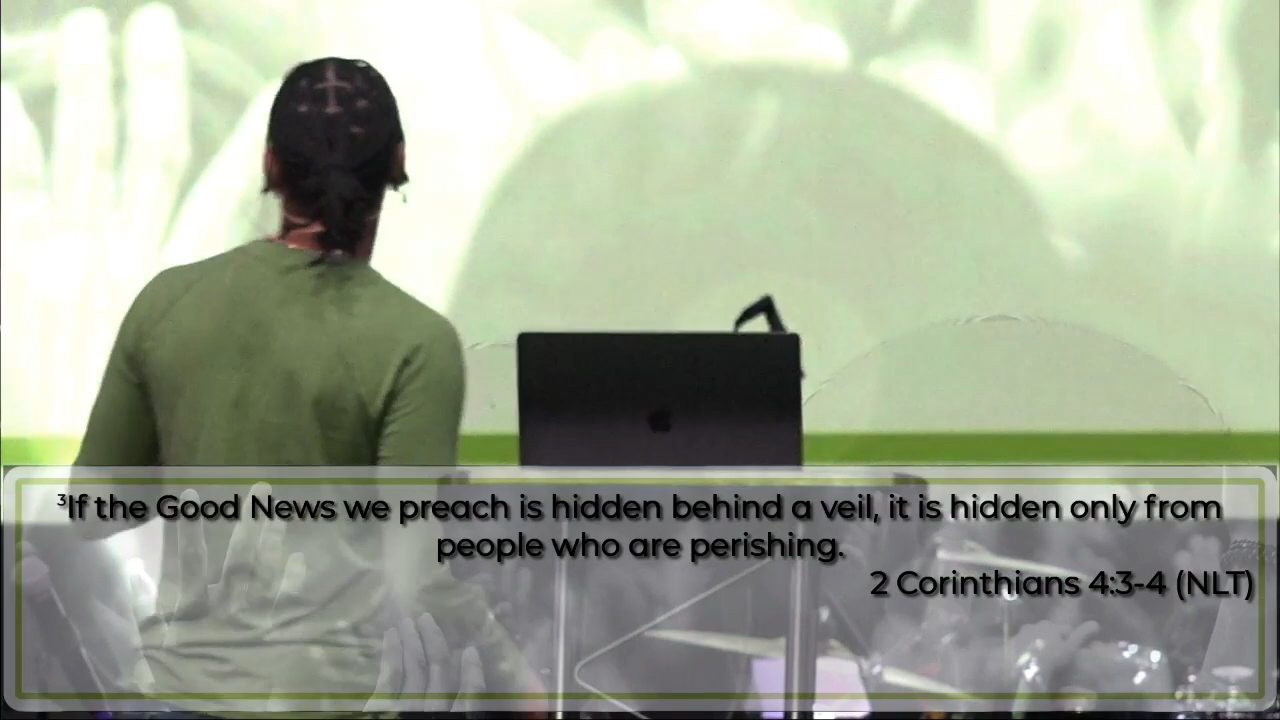 ³If the Good News we preach is hidden behind a veil, it is hidden only from
people who are perishing.
2 Corinthians 4:3-4 (NLT)